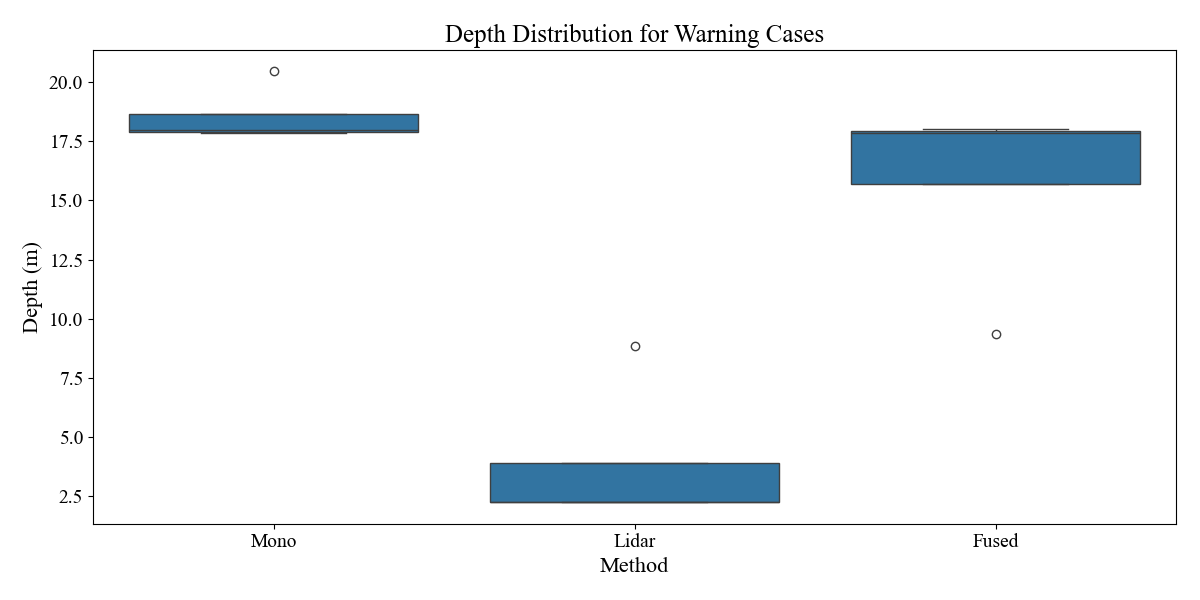 Depth Distribution for Warning Cases
20.0
17.5
15.0
12.5
10.0
7.5
5.0
2.5
Depth (m)
Mono Lidar Fused
Method